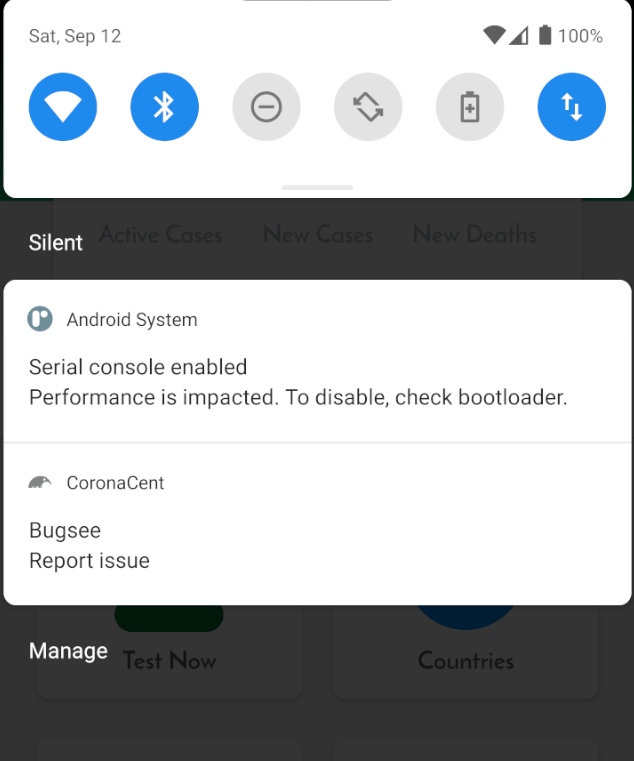 Sat, Sep 12
100%
Active Cases New Cases New Deaths
Silent
Android System
Serial console enabled
Performance is impacted. To disable, check bootloader.
CoronaCent
Bugsee
Report issue
Manage
Test Now
Countries